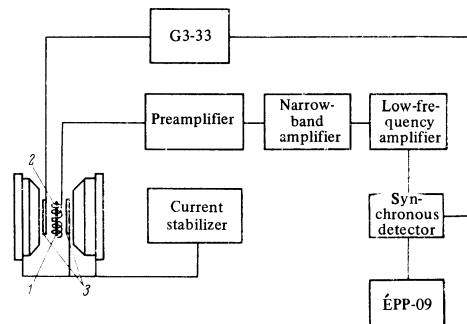 G3-33
Preamplifier
Narrow-
band
amplifier
Low-fre-
quency
amplifier
2
Current
stabilizer
Syn-
chronous
detector
1
3
ÉPP-09